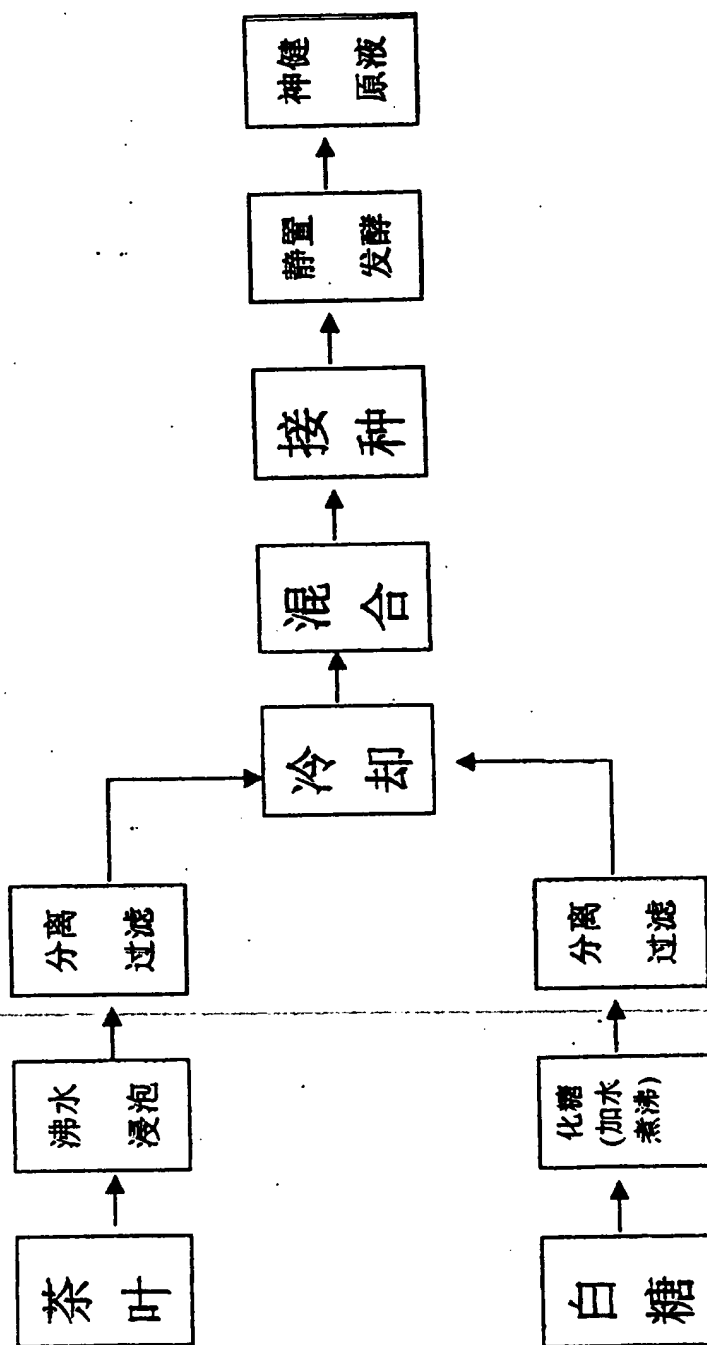 茶叶
沸水
浸泡
分离
过滤
白糖
化糖
(加水
煮沸)
分离
过滤
冷却
混合
接种
静置
发酵
神健
原液